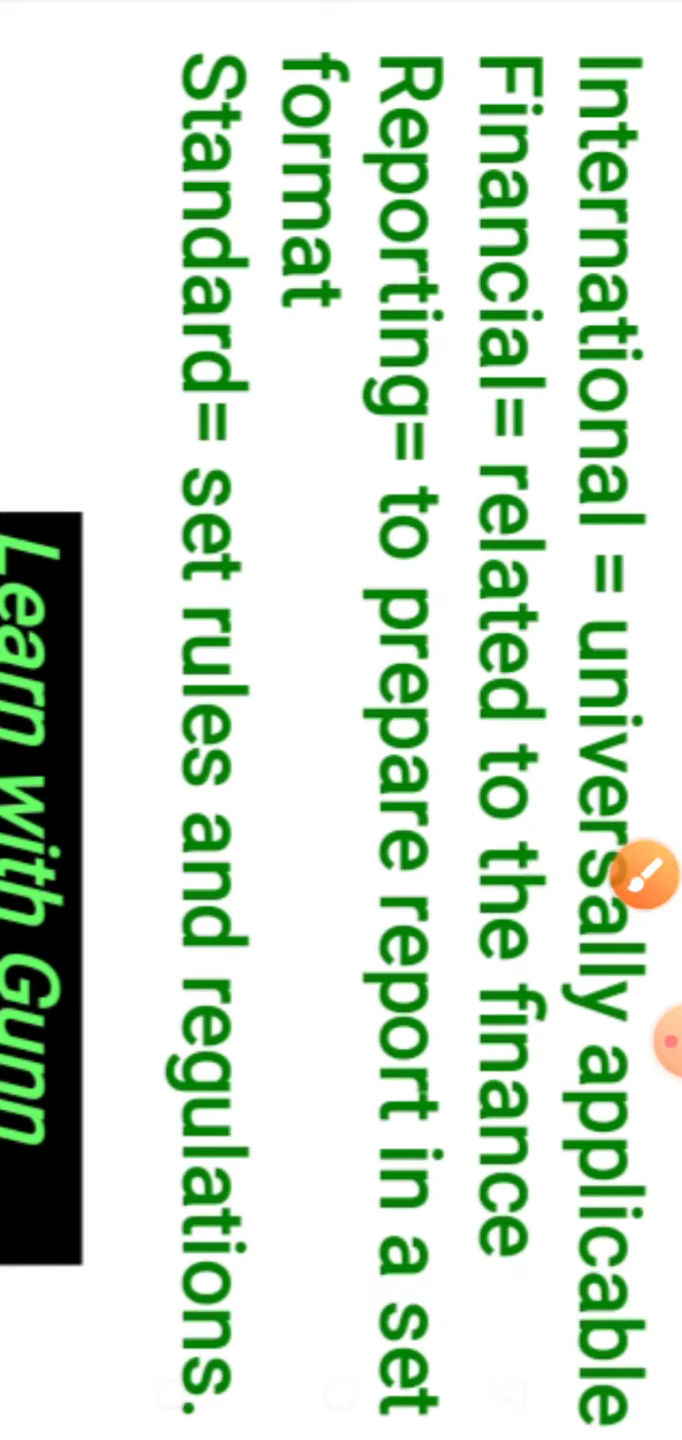 International = universally applicable
Financial= related to the finance
Reporting= to prepare report in a set
format
Standard= set rules and regulations.
Learn with Gunn